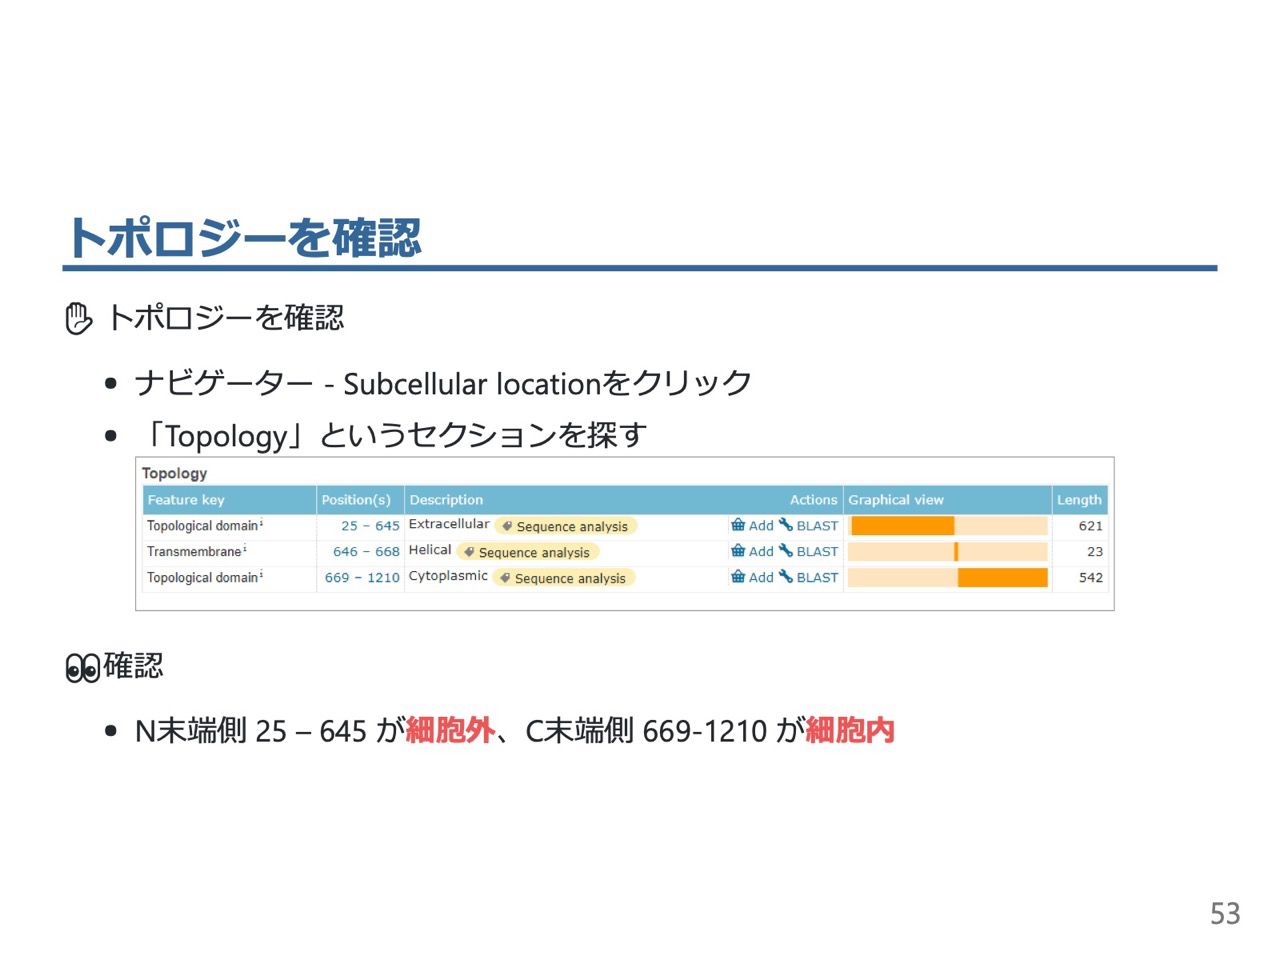 トポロジーを確認
✋ トポロジーを確認
• ナビゲーター - Subcellular locationをクリック
• 「Topology」というセクションを探す
Topology
Feature key Position(s) Description Actions Graphical view Length
Topological domain i 25 – 645 Extracellular Sequence analysis Add BLAST 621
Transmembrane i 646 – 668 Helical Sequence analysis Add BLAST 23
Topological domain i 669 – 1210 Cytoplasmic Sequence analysis Add BLAST 542
👀確認
• N末端側 25 – 645 が細胞外、C末端側 669-1210 が細胞内
53